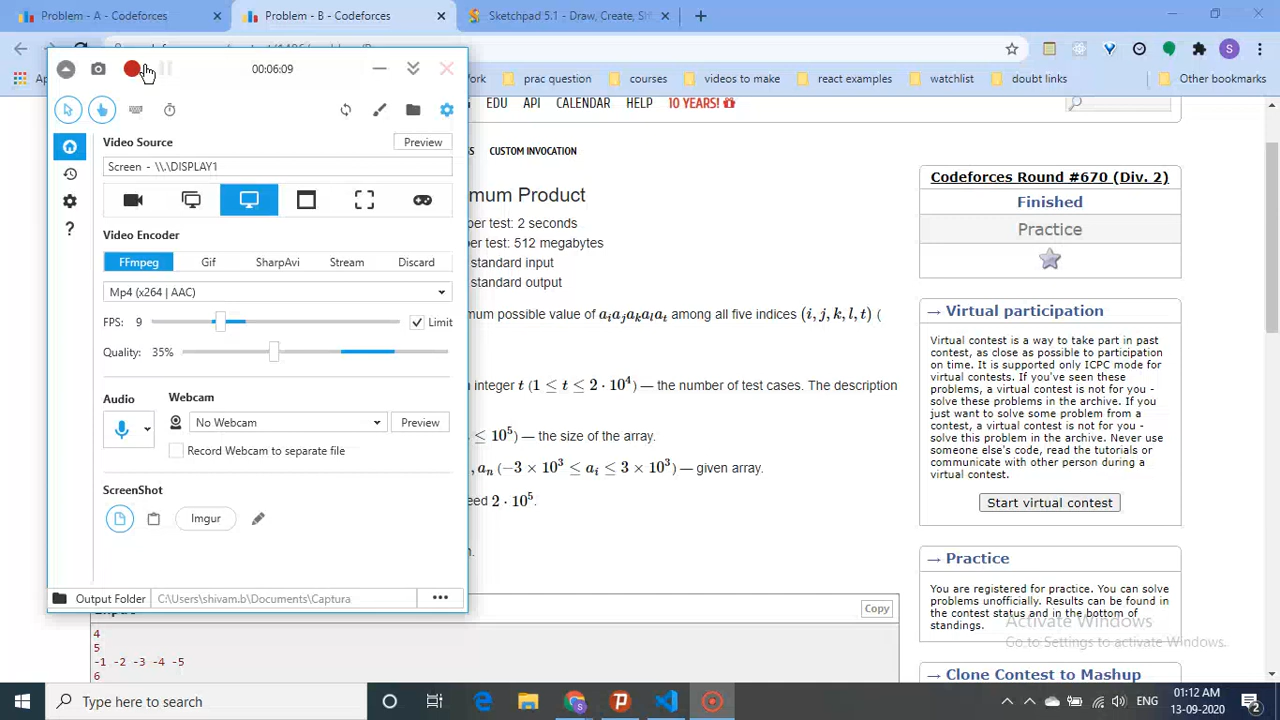 Problem - A - Codeforces
Problem - B - Codeforces
Sketchpad 5.1 - Draw, Create, Sh
S
prac question
courses
videos to make
react exercises
watchlist
doubt links
Other bookmarks
00:06:09
EDU API CALENDAR HELP 10 YEARS!
CUSTOM INVOCATION
Video Source
Preview
Screen - \\.\DISPLAY1
Video Encoder
FFmpeg
Gif
SharpAvi
Stream
Discard
Mp4 (x264 | AAC)
FPS: 9
Limit
Quality: 35%
Audio
Webcam
No Webcam
Preview
Record Webcam to separate file
ScreenShot
Imgur
Output Folder
C:\Users\shivam.b\Documents\Captura
•••
mum Product
per test: 2 seconds
per test: 512 megabytes
standard input
standard output
mum possible value of aᵢaⱼaₖaₗaₜ among all five indices (i, j, k, l, t) (
n integer t (1 ≤ t ≤ 2 · 10⁴) — the number of test cases. The description
≤ 10⁵) — the size of the array.
, aₙ (−3 × 10³ ≤ aᵢ ≤ 3 × 10³) — given array.
eed 2 · 10⁵.
Copy
4
5
-1 -2 -3 -4 -5
6
Codeforces Round #670 (Div. 2)
Finished
Practice
→ Virtual participation
Virtual contest is a way to take part in past
contest, as close as possible to participation
on time. It is supported only ICPC mode for
virtual contests. If you've seen these
problems, a virtual contest is not for you -
solve these problems in the archive. If you
just want to solve some problem from a
contest, a virtual contest is not for you -
solve this problem in the archive. Never use
someone else's code, read the tutorials or
communicate with other person during a
virtual contest.
Start virtual contest
→ Practice
You are registered for practice. You can solve
problems unofficially. Results can be found in
the contest status and in the bottom of
standings.
Activate Windows
Go to Settings to activate Windows.
→ Clone Contest to Mashup
Type here to search
ENG
01:12 AM
13-09-2020
2